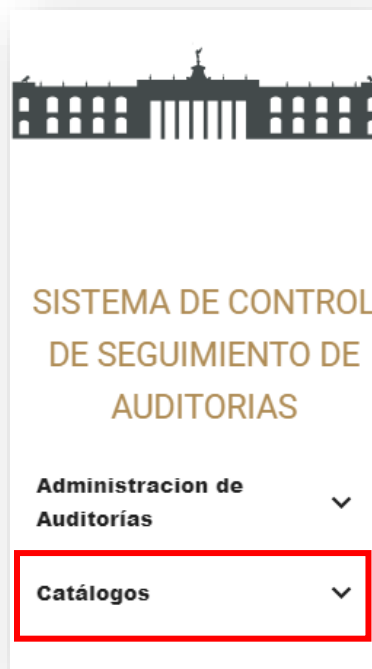 SISTEMA DE CONTROL
DE SEGUIMIENTO DE
AUDITORIAS
Administracion de
Auditorías
Catálogos